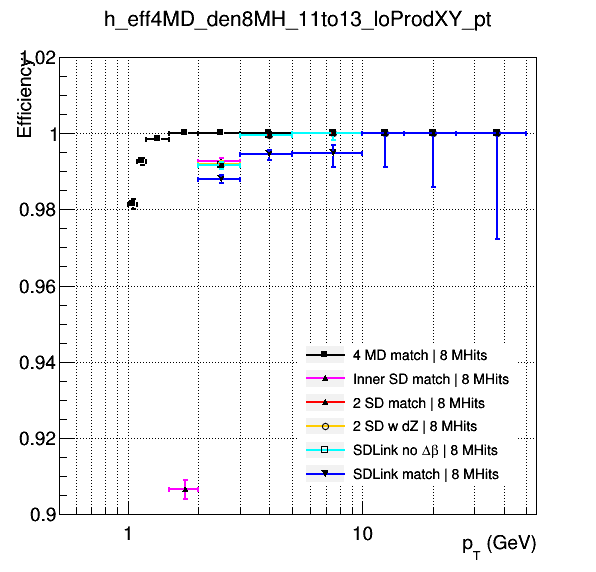 h_eff4MD_den8MH_11to13_loProdXY_pt
Efficiency
1.02
1
0.98
0.96
0.94
0.92
0.9
4 MD match | 8 MHits
Inner SD match | 8 MHits
2 SD match | 8 MHits
2 SD w dZ | 8 MHits
SDLink no Δβ | 8 MHits
SDLink match | 8 MHits
1
10
p_T (GeV)